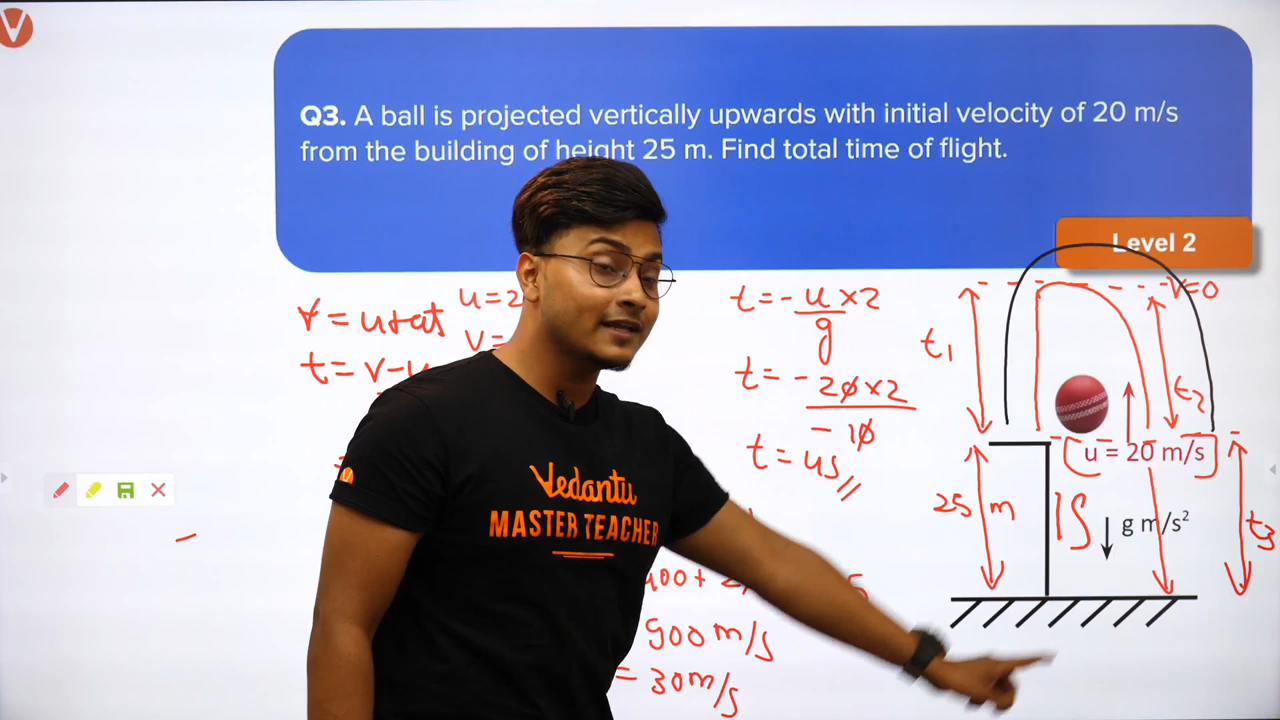 Q3. A ball is projected vertically upwards with initial velocity of 20 m/s
from the building of height 25 m. Find total time of flight.
Level 2
v = u+at
u = 2
v =
t = v-u
t = - u × 2
g
t = - 20 × 2
- 10
t = 4s
900 m/s
= 30 m/s
v=0
t1
t2
u = 20 m/s
25 m
g m/s²
t3
Vedantu
MASTER TEACHER